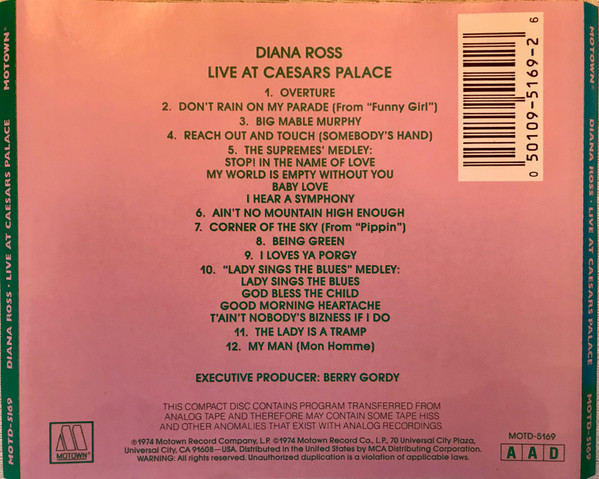 DIANA ROSS
LIVE AT CAESARS PALACE
1. OVERTURE
2. DON'T RAIN ON MY PARADE (From "Funny Girl")
3. BIG MABLE MURPHY
4. REACH OUT AND TOUCH (SOMEBODY'S HAND)
5. THE SUPREMES' MEDLEY:
STOP! IN THE NAME OF LOVE
MY WORLD IS EMPTY WITHOUT YOU
BABY LOVE
I HEAR A SYMPHONY
6. AIN'T NO MOUNTAIN HIGH ENOUGH
7. CORNER OF THE SKY (From "Pippin")
8. BEING GREEN
9. I LOVES YA PORGY
10. "LADY SINGS THE BLUES" MEDLEY:
LADY SINGS THE BLUES
GOD BLESS THE CHILD
GOOD MORNING HEARTACHE
T'AIN'T NOBODY'S BIZNESS IF I DO
11. THE LADY IS A TRAMP
12. MY MAN (Mon Homme)
EXECUTIVE PRODUCER: BERRY GORDY
THIS COMPACT DISC CONTAINS PROGRAM TRANSFERRED FROM
ANALOG TAPE AND THEREFORE MAY CONTAIN SOME TAPE HISS
AND OTHER ANOMALIES THAT EXIST WITH ANALOG RECORDINGS
℗1974 Motown Record Company, L.P. ©1974 Motown Record Co., L.P., 70 Universal City Plaza,
Universal City, CA 91608—USA. Distributed in the United States by MCA Distributing Corporation.
WARNING: All rights reserved. Unauthorized duplication is a violation of applicable laws.
M
MOTOWN®
MOTD-5169
A A D
0 50109-5169-2 6
MOTD-5169 DIANA ROSS · LIVE AT CAESARS PALACE MOTOWN®
MOTOWN® DIANA ROSS · LIVE AT CAESARS PALACE MOTD-5169